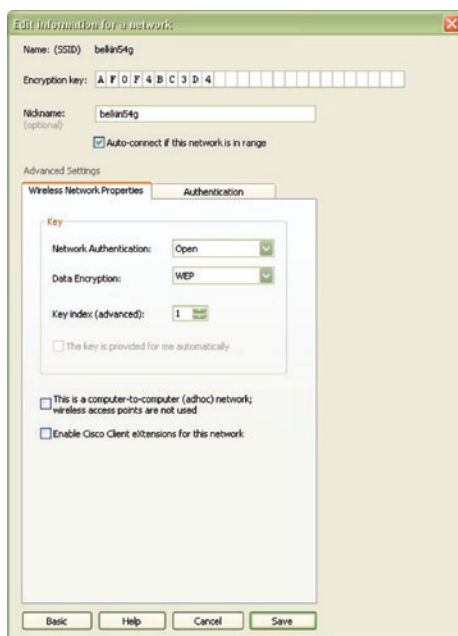 Edit information for a network
Name: (SSID) belkin54g
Encryption key: A F 0 F 4 B C 3 D 4
Nickname: belkin54g
(optional)
Auto-connect if this network is in range
Advanced Settings
Wireless Network Properties Authentication
Key
Network Authentication: Open
Data Encryption: WEP
Key index (advanced): 1
The key is provided for me automatically
This is a computer-to-computer (adhoc) network;
wireless access points are not used
Enable Cisco Client eXtensions for this network
Basic Help Cancel Save